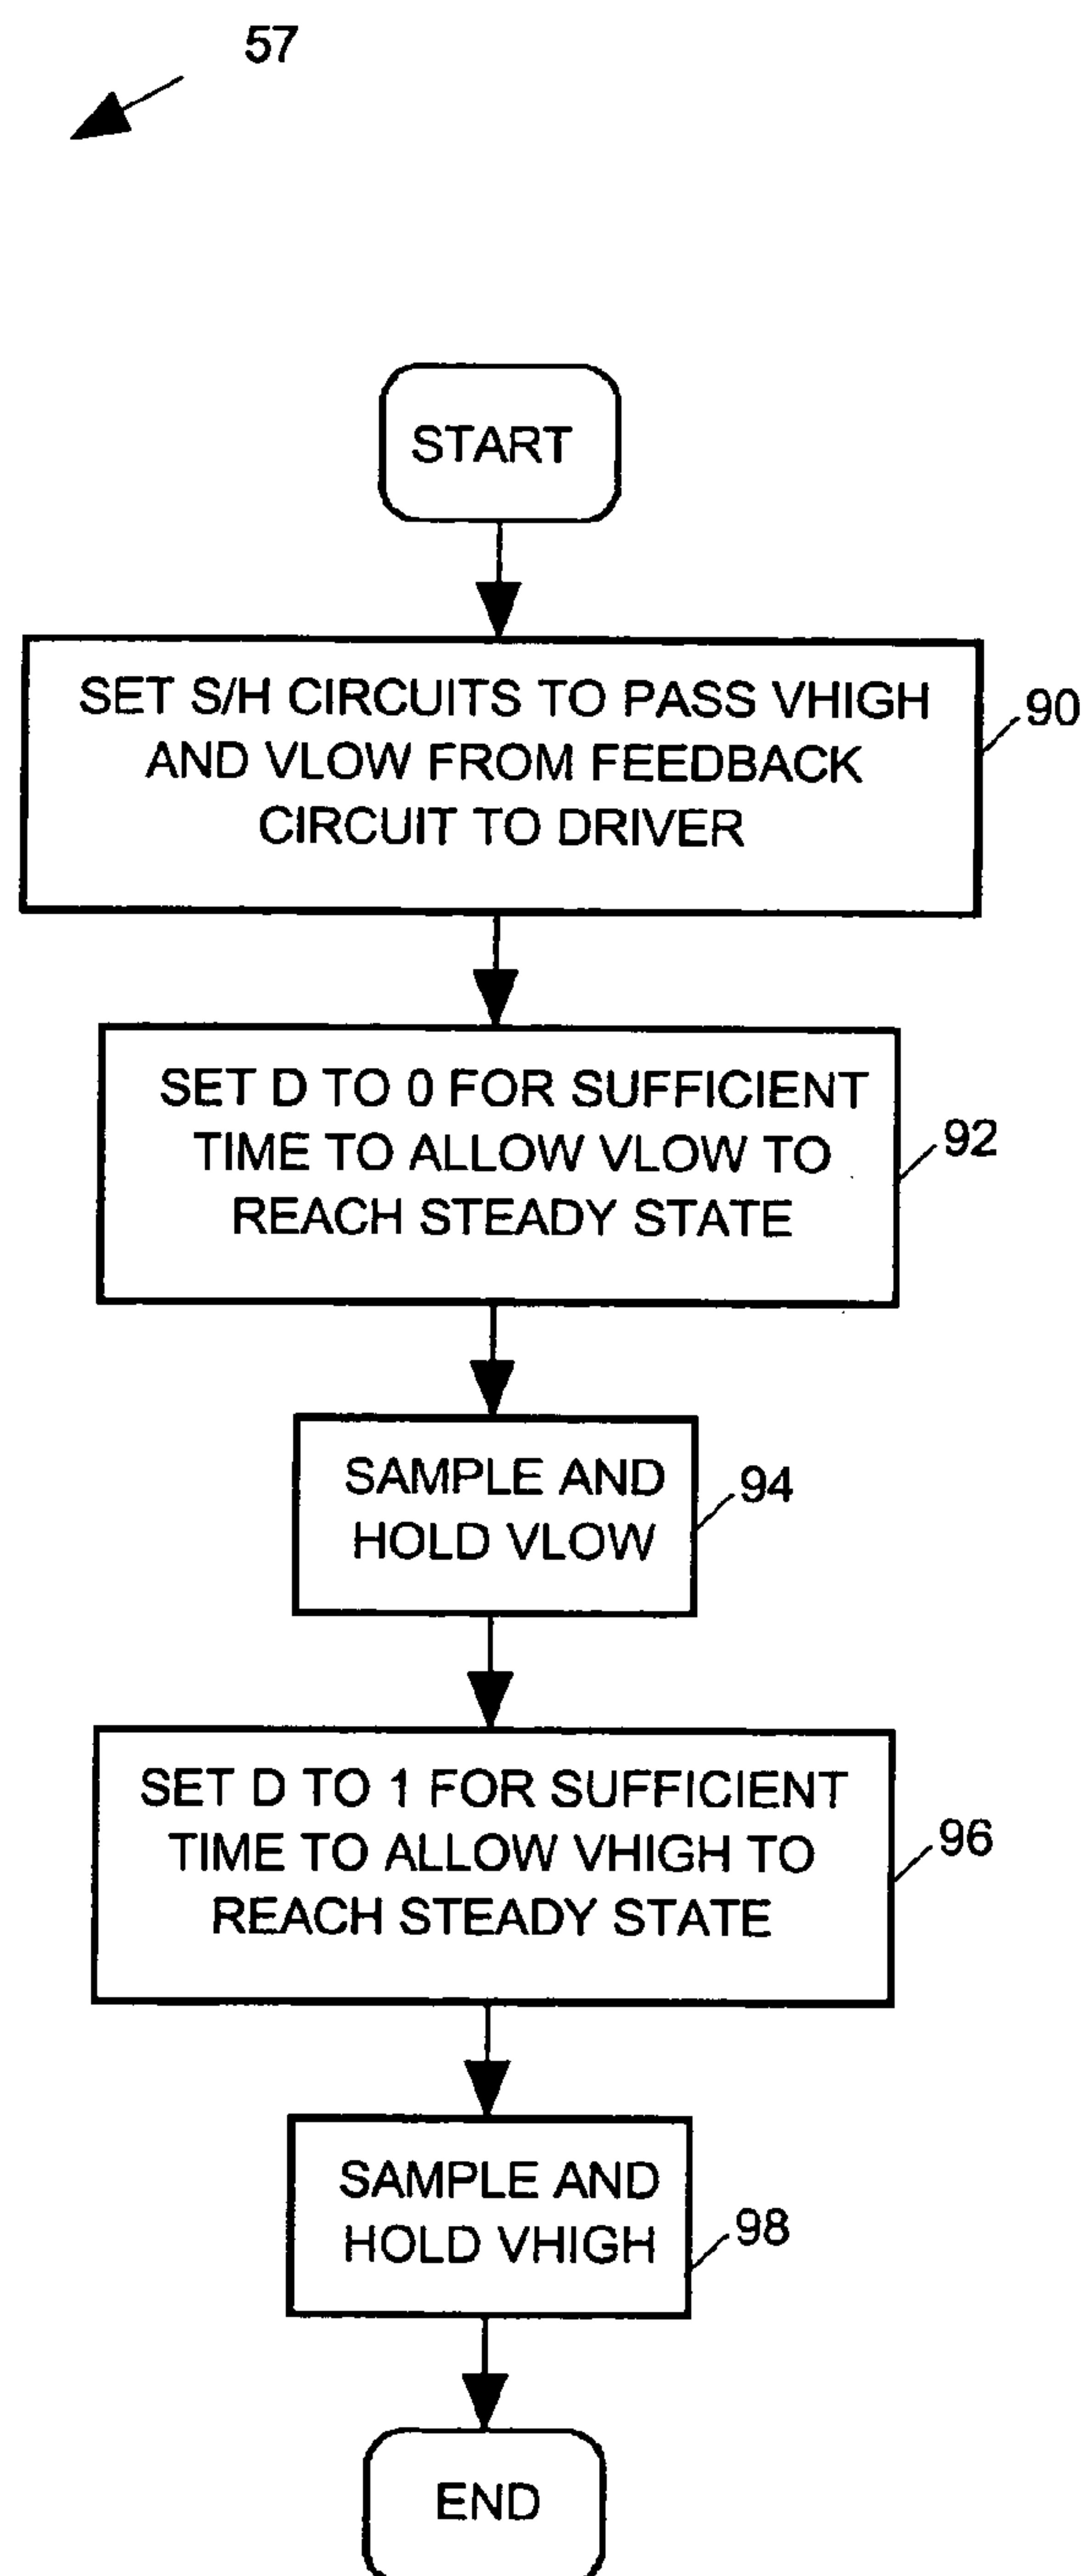 57
START
SET S/H CIRCUITS TO PASS VHIGH
AND VLOW FROM FEEDBACK
CIRCUIT TO DRIVER
90
SET D TO 0 FOR SUFFICIENT
TIME TO ALLOW VLOW TO
REACH STEADY STATE
92
SAMPLE AND
HOLD VLOW
94
SET D TO 1 FOR SUFFICIENT
TIME TO ALLOW VHIGH TO
REACH STEADY STATE
96
SAMPLE AND
HOLD VHIGH
98
END